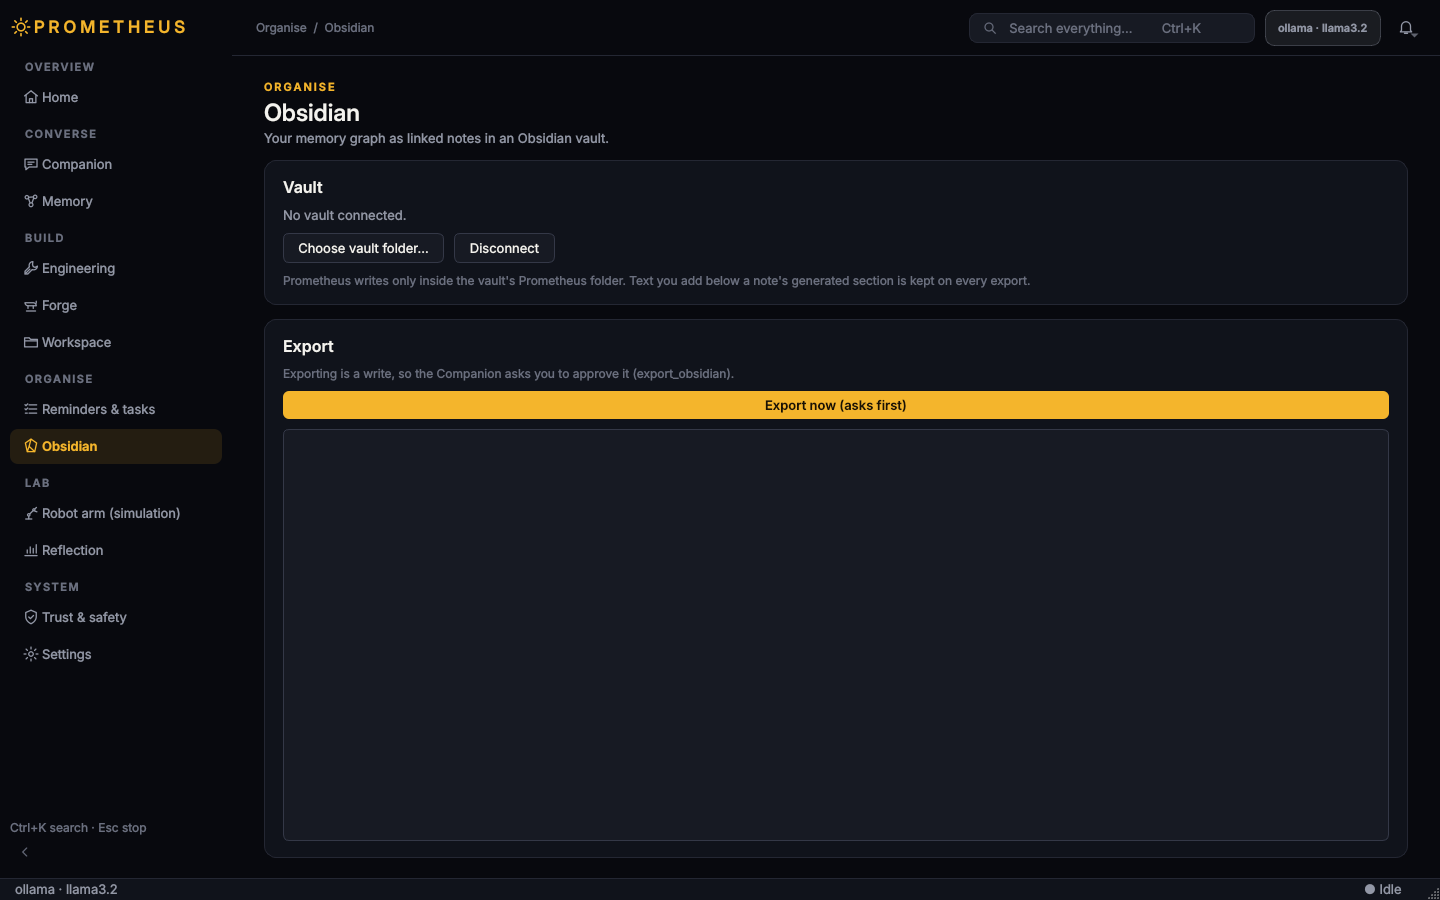 PROMETHEUS
Organise / Obsidian
Search everything... Ctrl+K
ollama · llama3.2
OVERVIEW
Home
CONVERSE
Companion
Memory
BUILD
Engineering
Forge
Workspace
ORGANISE
Reminders & tasks
Obsidian
LAB
Robot arm (simulation)
Reflection
SYSTEM
Trust & safety
Settings
Ctrl+K search · Esc stop
ORGANISE
Obsidian
Your memory graph as linked notes in an Obsidian vault.
Vault
No vault connected.
Choose vault folder... Disconnect
Prometheus writes only inside the vault's Prometheus folder. Text you add below a note's generated section is kept on every export.
Export
Exporting is a write, so the Companion asks you to approve it (export_obsidian).
Export now (asks first)
ollama · llama3.2
Idle